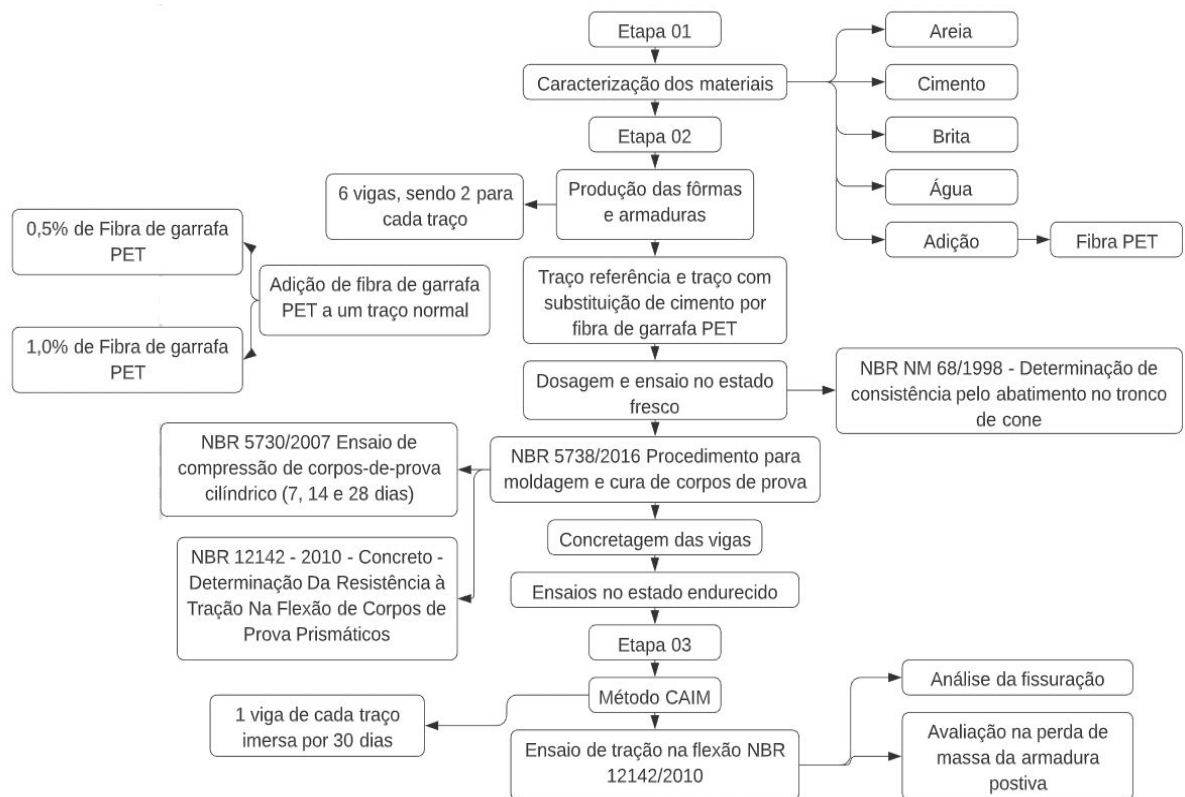 Etapa 01
Caracterização dos materiais
Areia
Cimento
Brita
Água
Adição
Fibra PET
Etapa 02
Produção das fôrmas
e armaduras
6 vigas, sendo 2 para
cada traço
Traço referência e traço com
substituição de cimento por
fibra de garrafa PET
Adição de fibra de garrafa
PET a um traço normal
0,5% de Fibra de garrafa
PET
1,0% de Fibra de garrafa
PET
Dosagem e ensaio no estado
fresco
NBR NM 68/1998 - Determinação de
consistência pelo abatimento no tronco
de cone
NBR 5738/2016 Procedimento para
moldagem e cura de corpos de prova
NBR 5730/2007 Ensaio de
compressão de corpos-de-prova
cilíndrico (7, 14 e 28 dias)
NBR 12142 - 2010 - Concreto -
Determinação Da Resistência à
Tração Na Flexão de Corpos de
Prova Prismáticos
Concretagem das vigas
Ensaios no estado endurecido
Etapa 03
Método CAIM
1 viga de cada traço
imersa por 30 dias
Ensaio de tração na flexão NBR
12142/2010
Análise da fissuração
Avaliação na perda de
massa da armadura
postiva